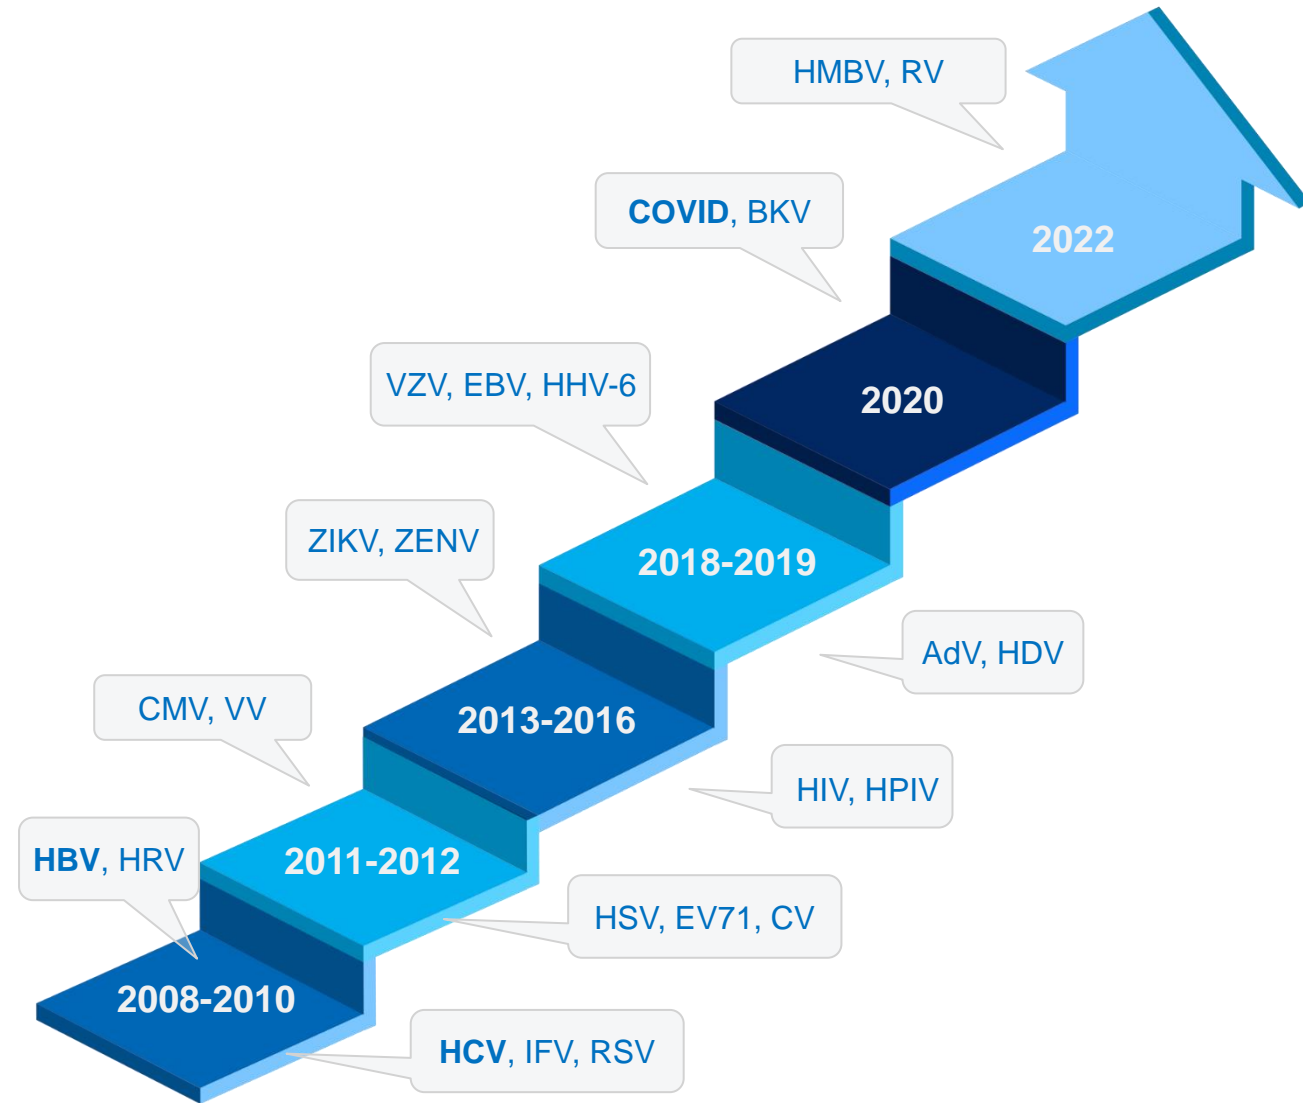 HMBV, RV
COVID, BKV
2022
VZV, EBV, HHV-6
2020
ZIKV, ZENV
2018-2019
AdV, HDV
CMV, VV
2013-2016
HIV, HPIV
HBV, HRV
2011-2012
HSV, EV71, CV
2008-2010
HCV, IFV, RSV